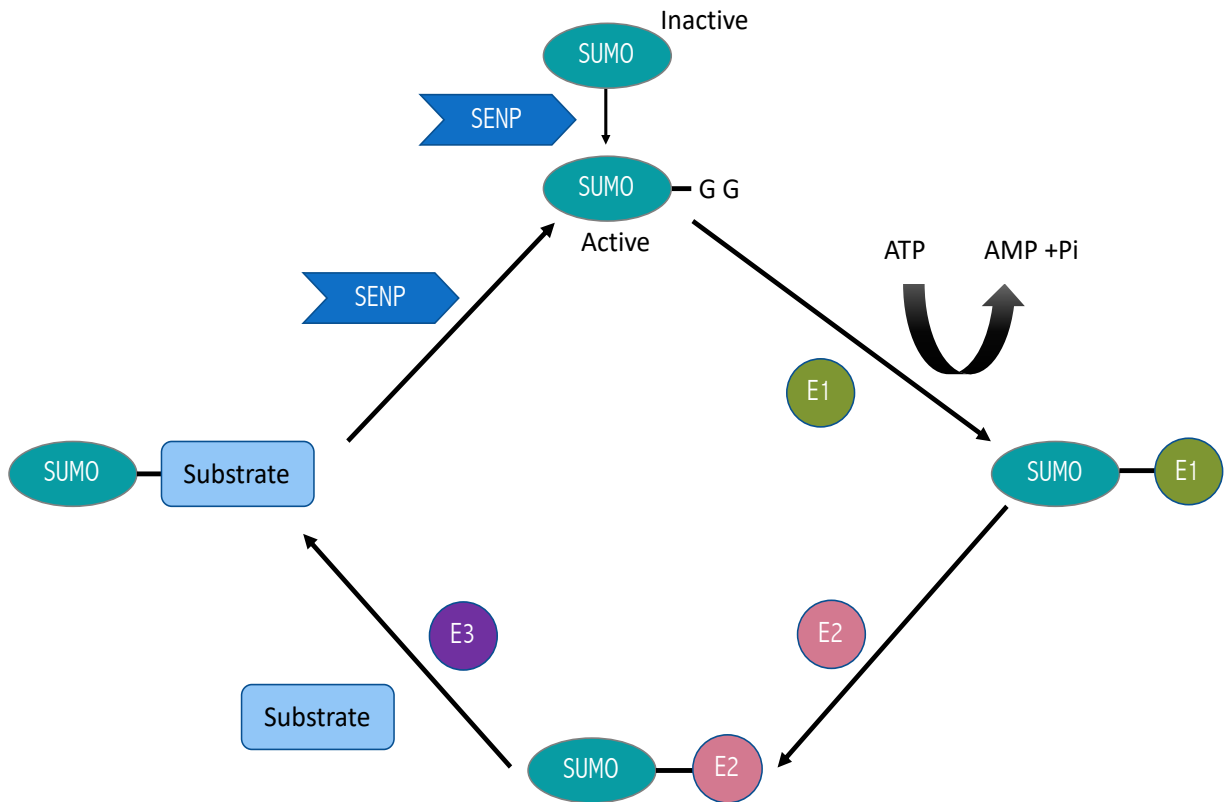 Inactive
SUMO
SENP
SUMO
G G
Active
ATP
AMP +Pi
SENP
E1
SUMO
Substrate
SUMO
E1
E3
E2
Substrate
SUMO
E2